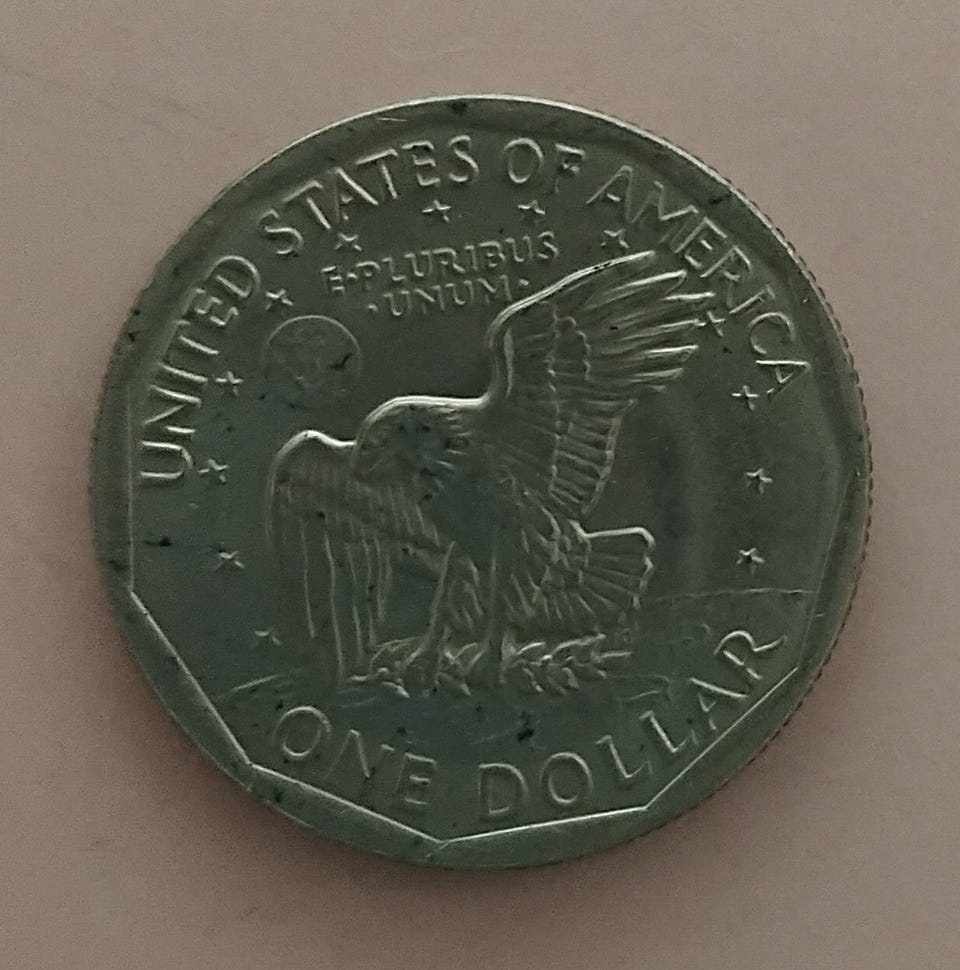 UNITED STATES OF AMERICA
E·PLURIBUS
·UNUM·
ONE DOLLAR